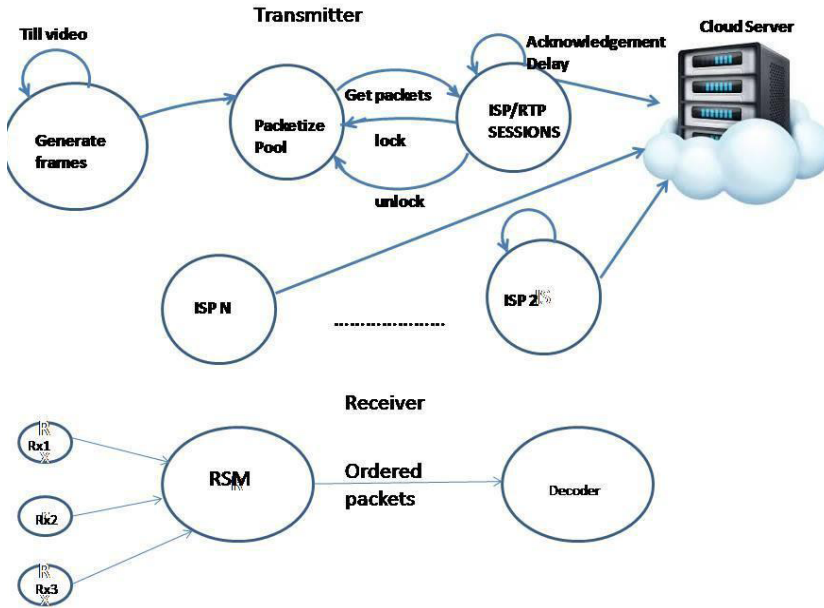 Transmitter
Till video
Generate
frames
Packetize
Pool
Get packets
lock
unlock
ISP/RTP
SESSIONS
Acknowledgement
Delay
Cloud Server
ISP N
.....................
ISP 2
Receiver
Rx1
Rx2
Rx3
RSM
Ordered
packets
Decoder